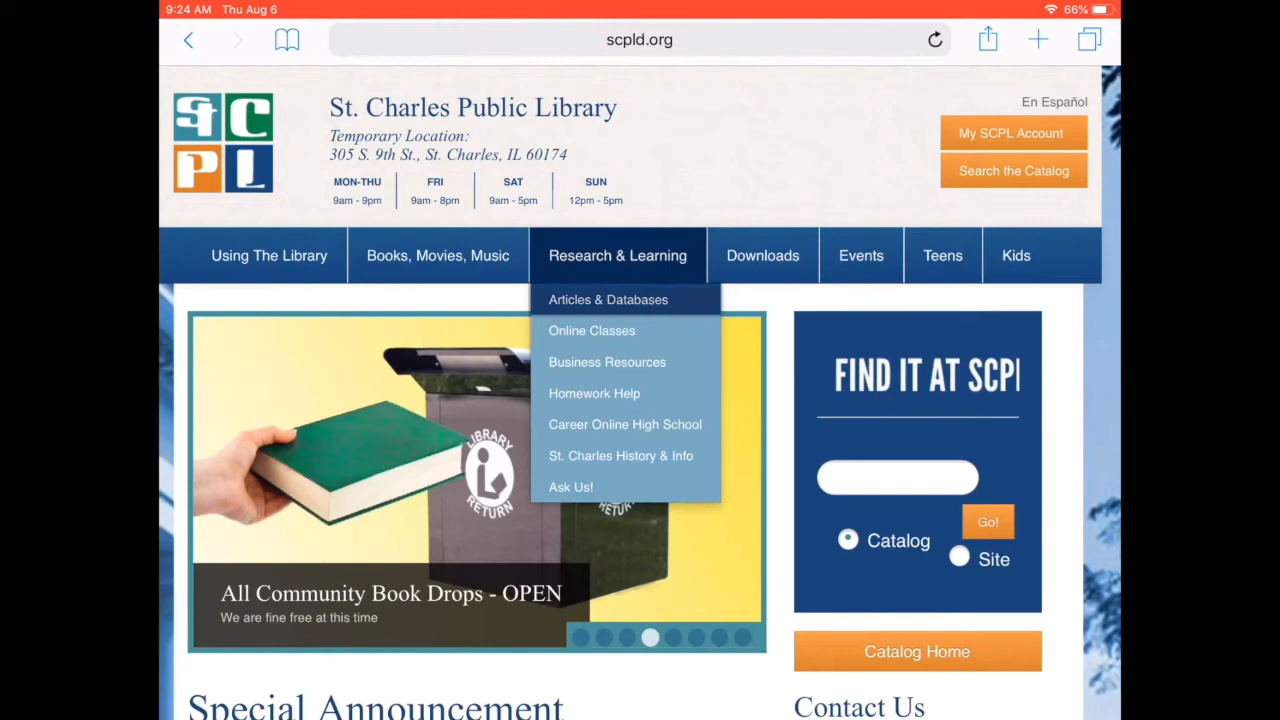 9:24 AM Thu Aug 6
66%
scpld.org
St. Charles Public Library
Temporary Location:
305 S. 9th St., St. Charles, IL 60174
MON-THU FRI SAT SUN
9am - 9pm 9am - 8pm 9am - 5pm 12pm - 5pm
En Español
My SCPL Account
Search the Catalog
StC
PL
Using The Library Books, Movies, Music Research & Learning Downloads Events Teens Kids
Articles & Databases
Online Classes
Business Resources
Homework Help
Career Online High School
St. Charles History & Info
Ask Us!
LIBRARY
RETURN
RETURN
All Community Book Drops - OPEN
We are fine free at this time
FIND IT AT SCPL
Go!
Catalog
Site
Catalog Home
Special Announcement
Contact Us